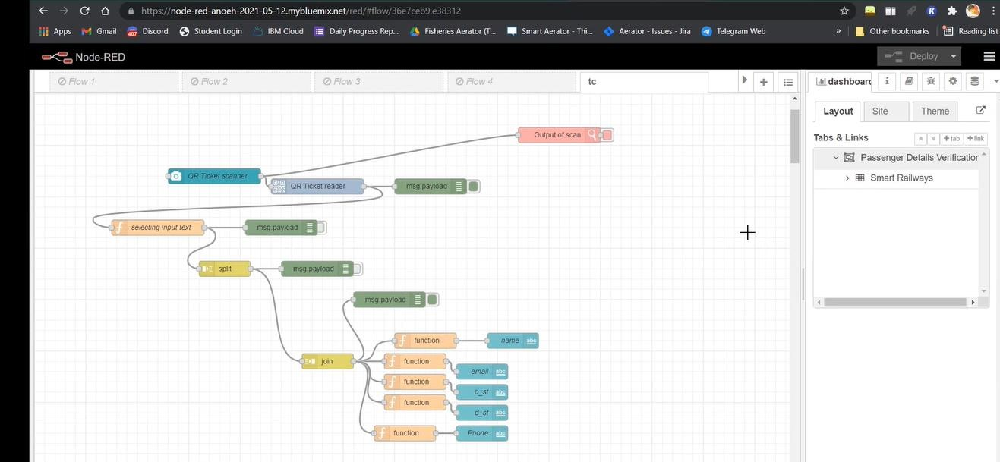 https://node-red-anoeh-2021-05-12.mybluemix.net/red/#flow/36e7ceb9.e38312
Apps Gmail 407 Discord Student Login IBM Cloud Daily Progress Rep... Fisheries Aerator (T... Smart Aerator - Thi... Aerator - Issues - Jira Telegram Web » Other bookmarks Reading list
Node-RED Deploy
Flow 1 Flow 2 Flow 3 Flow 4 tc dashboard
Layout Site Theme
Tabs & Links +tab +link
Output of scan
Passenger Details Verification
QR Ticket scanner
Smart Railways
QR Ticket reader msg.payload
selecting input text msg.payload
split msg.payload
msg.payload
function name abc
join function
email abc
function
b_st abc
function
d_st abc
function Phone abc